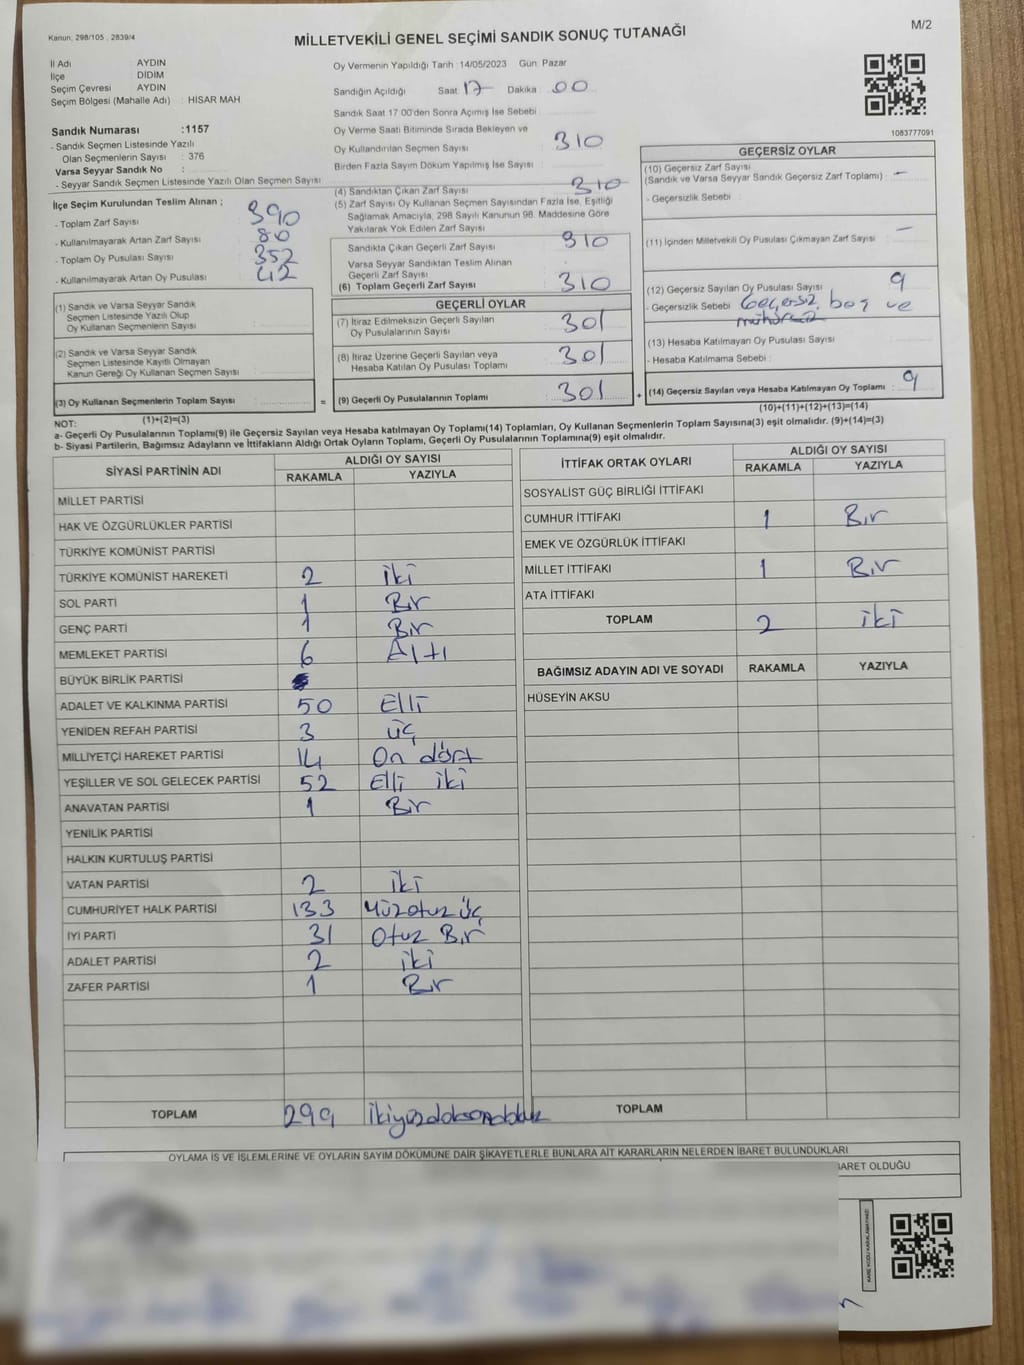 Kanun: 298/105 , 2839/4
MİLLETVEKİLİ GENEL SEÇİMİ SANDIK SONUÇ TUTANAĞI
M/2
İl Adı AYDIN
İlçe DİDİM
Seçim Çevresi AYDIN
Seçim Bölgesi (Mahalle Adı) : HİSAR MAH
Sandık Numarası :1157
- Sandık Seçmen Listesinde Yazılı
Olan Seçmenlerin Sayısı : 376
Varsa Seyyar Sandık No :
- Seyyar Sandık Seçmen Listesinde Yazılı Olan Seçmen Sayısı :
İlçe Seçim Kurulundan Teslim Alınan ;
- Toplam Zarf Sayısı 390
- Kullanılmayarak Artan Zarf Sayısı 80
- Toplam Oy Pusulası Sayısı 352
- Kullanılmayarak Artan Oy Pusulası 42
(1) Sandık ve Varsa Seyyar Sandık
Seçmen Listesinde Yazılı Olup
Oy Kullanan Seçmenlerin Sayısı :
(2) Sandık ve Varsa Seyyar Sandık
Seçmen Listesinde Kayıtlı Olmayan
Kanun Gereği Oy Kullanan Seçmen Sayısı :
(3) Oy Kullanan Seçmenlerin Toplam Sayısı :
Oy Vermenin Yapıldığı Tarih :14/05/2023 Gün: Pazar
Sandığın Açıldığı Saat 17 Dakika 00
Sandık Saat 17:00'den Sonra Açımış İse Sebebi :
Oy Verme Saati Bitiminde Sırada Bekleyen ve
Oy Kullandırılan Seçmen Sayısı : 310
Birden Fazla Sayım Döküm Yapılmış İse Sayısı :
(4) Sandıktan Çıkan Zarf Sayısı 310
(5) Zarf Sayısı Oy Kullanan Seçmen Sayısından Fazla İse, Eşitliği
Sağlamak Amacıyla, 298 Sayılı Kanunun 98. Maddesine Göre
Yakılarak Yok Edilen Zarf Sayısı
Sandıkta Çıkan Geçerli Zarf Sayısı 310
Varsa Seyyar Sandıktan Teslim Alınan
Geçerli Zarf Sayısı
(6) Toplam Geçerli Zarf Sayısı : 310
GEÇERLİ OYLAR
(7) İtiraz Edilmeksizin Geçerli Sayılan
Oy Pusulalarının Sayısı : 301
(8) İtiraz Üzerine Geçerli Sayılan veya
Hesaba Katılan Oy Pusulası Toplamı : 301
= (9) Geçerli Oy Pusulalarının Toplamı : 301 +
1083777091
GEÇERSİZ OYLAR
(10) Geçersiz Zarf Sayısı
(Sandık ve Varsa Seyyar Sandık Geçersiz Zarf Toplamı) : -
- Geçersizlik Sebebi :
(11) İçinden Milletvekili Oy Pusulası Çıkmayan Zarf Sayısı : -
(12) Geçersiz Sayılan Oy Pusulası Sayısı : 9
- Geçersizlik Sebebi : Geçersiz, boş ve
mühürsüz
(13) Hesaba Katılmayan Oy Pusulası Sayısı :
- Hesaba Katılmama Sebebi :
(14) Geçersiz Sayılan veya Hesaba Katılmayan Oy Toplamı : 9
NOT: (1)+(2)=(3) (10)+(11)+(12)+(13)=(14)
a- Geçerli Oy Pusulalarının Toplamı(9) ile Geçersiz Sayılan veya Hesaba katılmayan Oy Toplamı(14) Toplamları, Oy Kullanan Seçmenlerin Toplam Sayısına(3) eşit olmalıdır. (9)+(14)=(3)
b- Siyasi Partilerin, Bağımsız Adayların ve İttifakların Aldığı Ortak Oyların Toplamı, Geçerli Oy Pusulalarının Toplamına(9) eşit olmalıdır.
SİYASİ PARTİNİN ADI ALDIĞI OY SAYISI
RAKAMLA YAZIYLA
MİLLET PARTİSİ
HAK VE ÖZGÜRLÜKLER PARTİSİ
TÜRKİYE KOMÜNİST PARTİSİ
TÜRKİYE KOMÜNİST HAREKETİ 2 iki
SOL PARTİ 1 Bir
GENÇ PARTİ 1 Bir
MEMLEKET PARTİSİ 6 Altı
BÜYÜK BİRLİK PARTİSİ
ADALET VE KALKINMA PARTİSİ 50 Elli
YENİDEN REFAH PARTİSİ 3 üç
MİLLİYETÇİ HAREKET PARTİSİ 14 On dört
YEŞİLLER VE SOL GELECEK PARTİSİ 52 Elli iki
ANAVATAN PARTİSİ 1 Bir
YENİLİK PARTİSİ
HALKIN KURTULUŞ PARTİSİ
VATAN PARTİSİ 2 iki
CUMHURİYET HALK PARTİSİ 133 Yüzotuz üç
İYİ PARTİ 31 Otuz Bir
ADALET PARTİSİ 2 iki
ZAFER PARTİSİ 1 Bir
TOPLAM 299 ikiyüzdoksandokuz
İTTİFAK ORTAK OYLARI ALDIĞI OY SAYISI
RAKAMLA YAZIYLA
SOSYALİST GÜÇ BİRLİĞİ İTTİFAKI
CUMHUR İTTİFAKI 1 Bir
EMEK VE ÖZGÜRLÜK İTTİFAKI
MİLLET İTTİFAKI 1 Bir
ATA İTTİFAKI
TOPLAM 2 iki
BAĞIMSIZ ADAYIN ADI VE SOYADI RAKAMLA YAZIYLA
HÜSEYİN AKSU
TOPLAM
OYLAMA İŞ VE İŞLEMLERİNE VE OYLARIN SAYIM DÖKÜMÜNE DAİR ŞİKAYETLERLE BUNLARA AİT KARARLARIN NELERDEN İBARET BULUNDUKLARI
BARET OLDUĞU